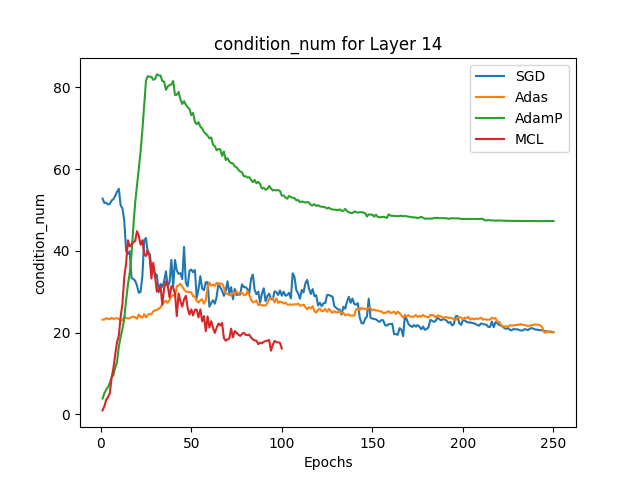 condition_num for Layer 14
SGD
Adas
AdamP
MCL
80
60
40
20
0
condition_num
0 50 100 150 200 250
Epochs